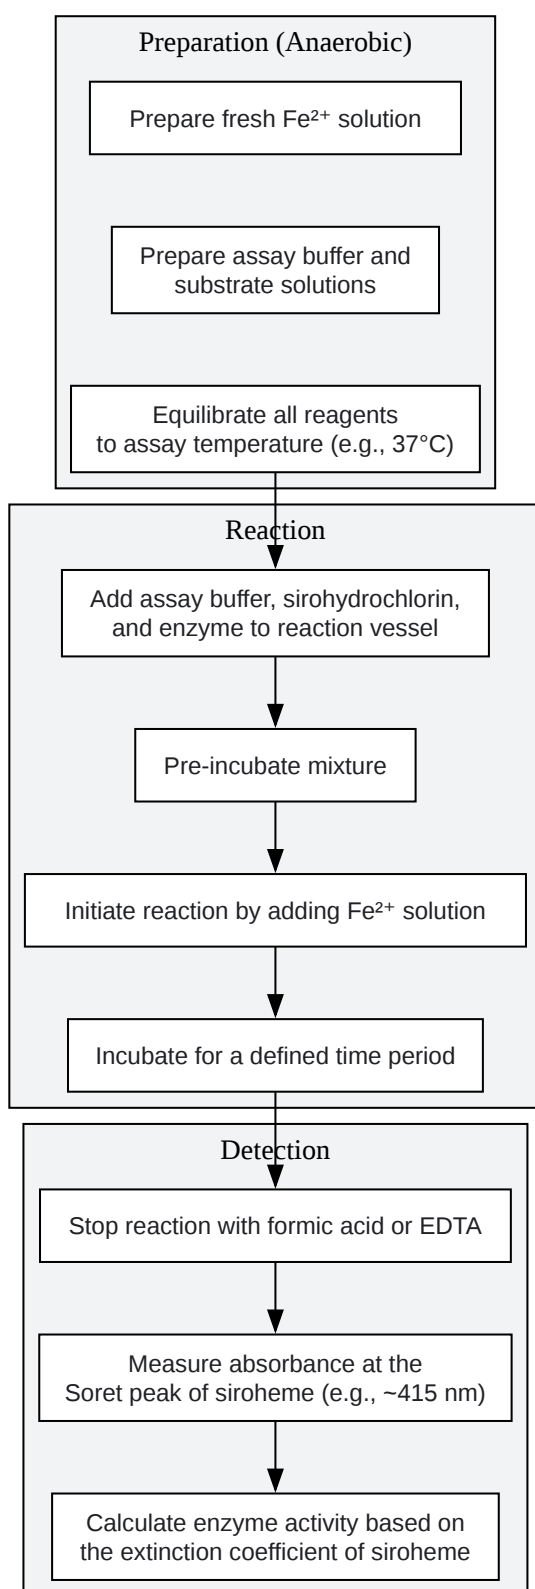 Preparation (Anaerobic)
Prepare fresh Fe²⁺ solution
Prepare assay buffer and
substrate solutions
Equilibrate all reagents
to assay temperature (e.g., 37°C)
Reaction
Add assay buffer, sirohydrochlorin,
and enzyme to reaction vessel
Pre-incubate mixture
Initiate reaction by adding Fe²⁺ solution
Incubate for a defined time period
Detection
Stop reaction with formic acid or EDTA
Measure absorbance at the
Soret peak of siroheme (e.g., ~415 nm)
Calculate enzyme activity based on
the extinction coefficient of siroheme